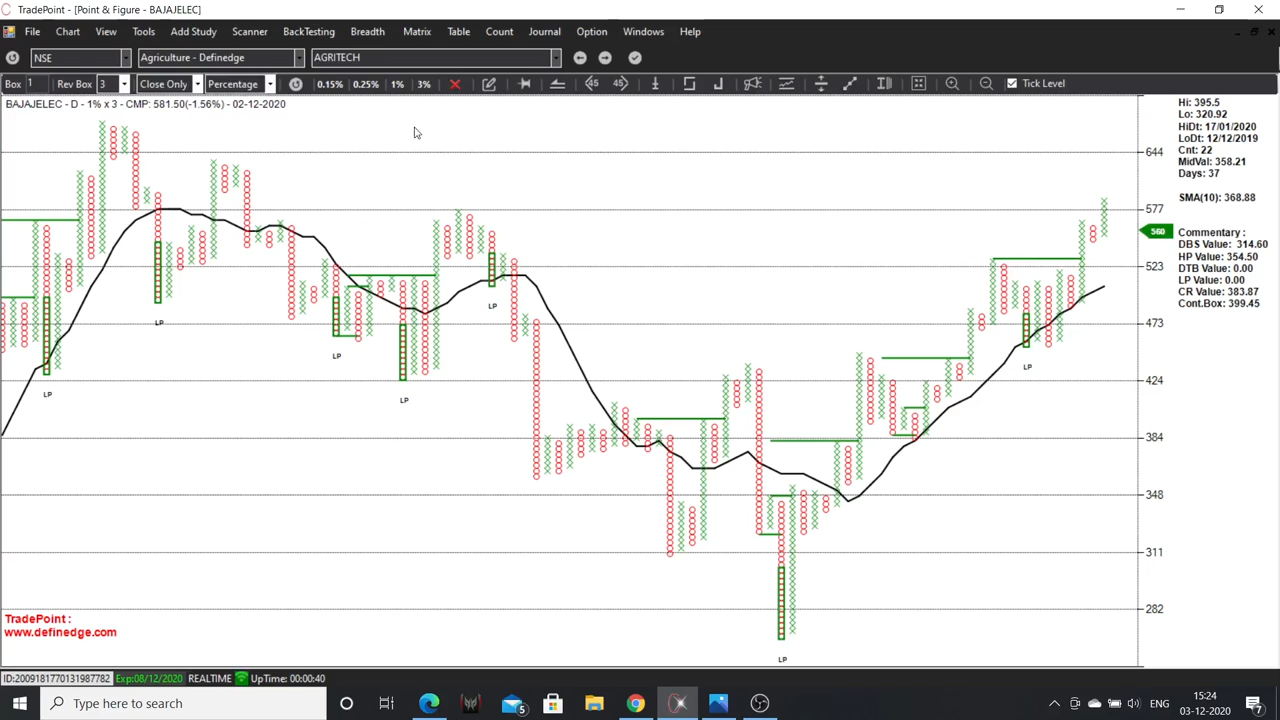 TradePoint - [Point & Figure - BAJAJELEC]
File Chart View Tools Add Study Scanner BackTesting Breadth Matrix Table Count Journal Option Windows Help
NSE Agriculture - Definedge AGRITECH
Box 1 Rev Box 3 Close Only Percentage 0.15% 0.25% 1% 3% 45 45 Tick Level
BAJAJELEC - D - 1% x 3 - CMP: 581.50(-1.56%) - 02-12-2020
Hi: 395.5
Lo: 320.92
HiDt: 17/01/2020
LoDt: 12/12/2019
Cnt: 22
MidVal: 358.21
Days: 37
SMA(10): 368.88
Commentary :
DBS Value: 314.60
HP Value: 354.50
DTB Value: 0.00
LP Value: 0.00
CR Value: 383.87
Cont.Box: 399.45
644
577
560
523
473
424
384
348
311
282
LP
LP
LP
LP
LP
LP
LP
TradePoint :
www.definedge.com
ID:2009181770131987782 Exp:08/12/2020 REALTIME UpTime: 00:00:40
Type here to search
5
15:24
03-12-2020
7